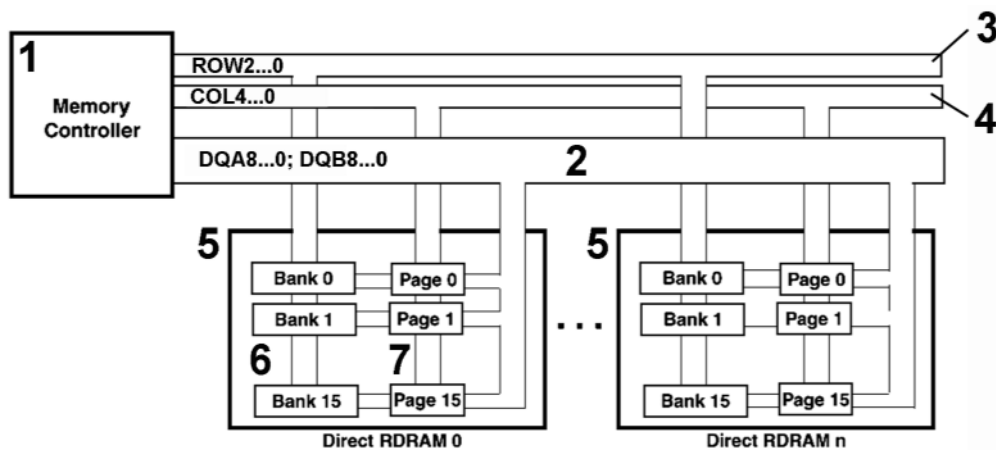 1
Memory
Controller
ROW2...0
3
COL4...0
4
DQA8...0; DQB8...0
2
5
Bank 0
Page 0
Bank 1
Page 1
6
7
Bank 15
Page 15
Direct RDRAM 0
...
5
Bank 0
Page 0
Bank 1
Page 1
Bank 15
Page 15
Direct RDRAM n